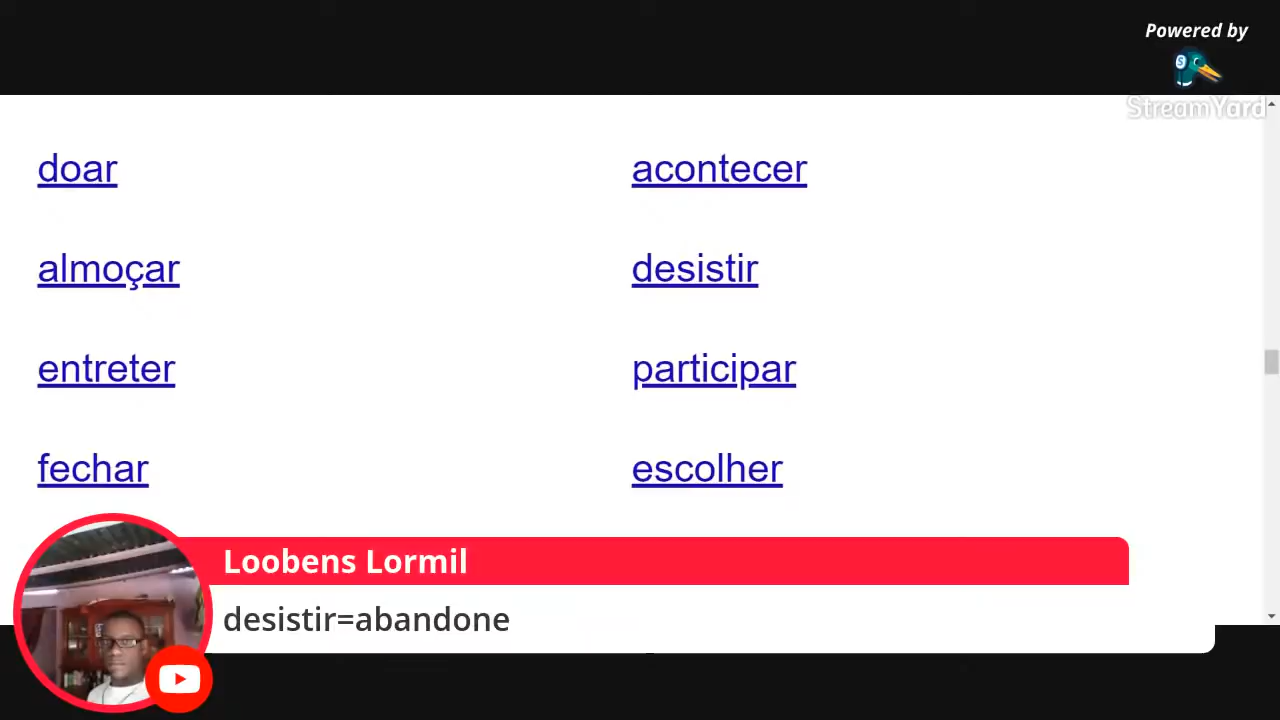 Powered by
StreamYard
doar
acontecer
almoçar
desistir
entreter
participar
fechar
escolher
Loobens Lormil
desistir=abandone